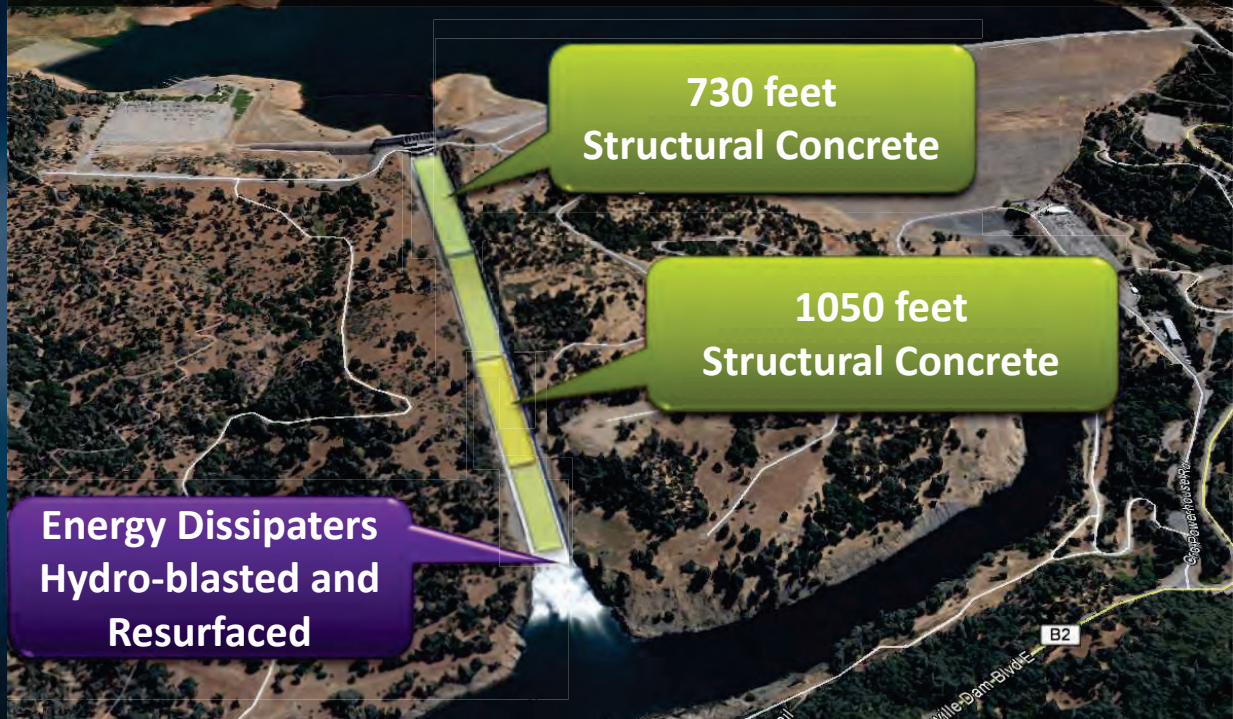 730 feet
Structural Concrete
1050 feet
Structural Concrete
Energy Dissipaters
Hydro-blasted and
Resurfaced
B2